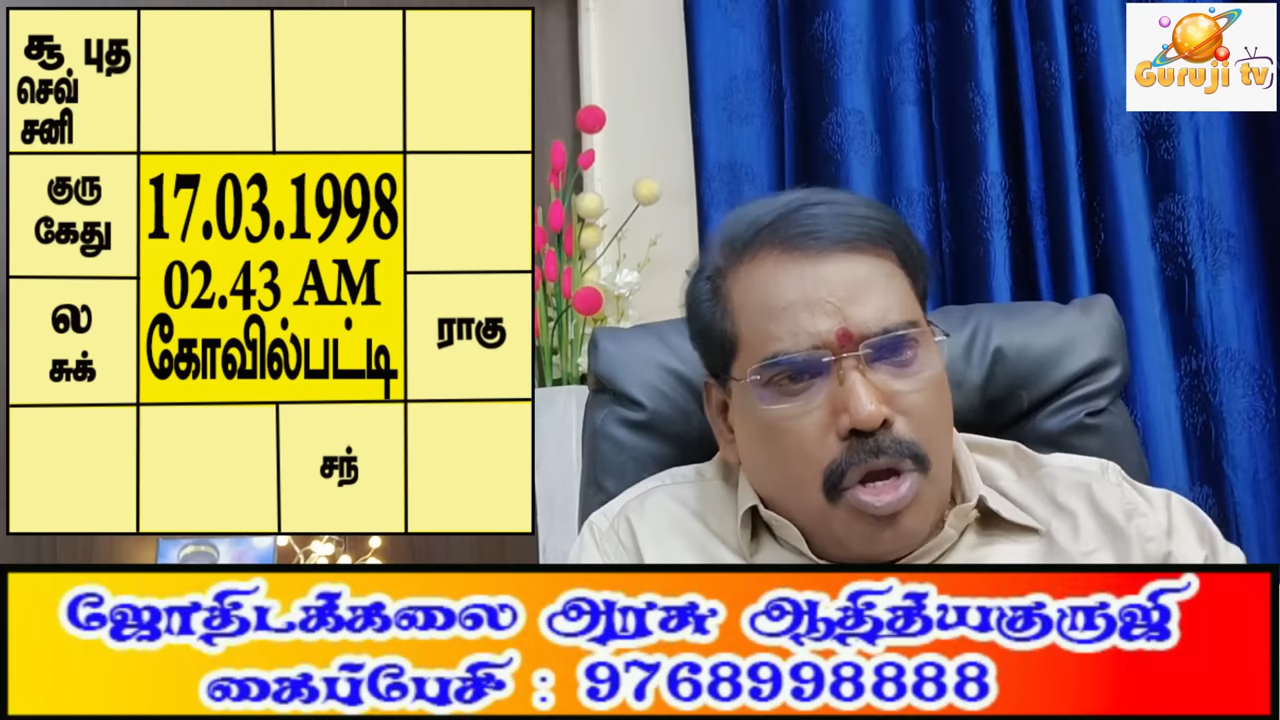 சூ புத
செவ்
சனி
குரு
கேது
ல
சுக்
17.03.1998
02.43 AM
கோவில்பட்டி
ராகு
சந்
Guruji tv
ஜோதிடக்கலை அரசு ஆதித்யகுருஜி
கைப்பேசி : 9768998888